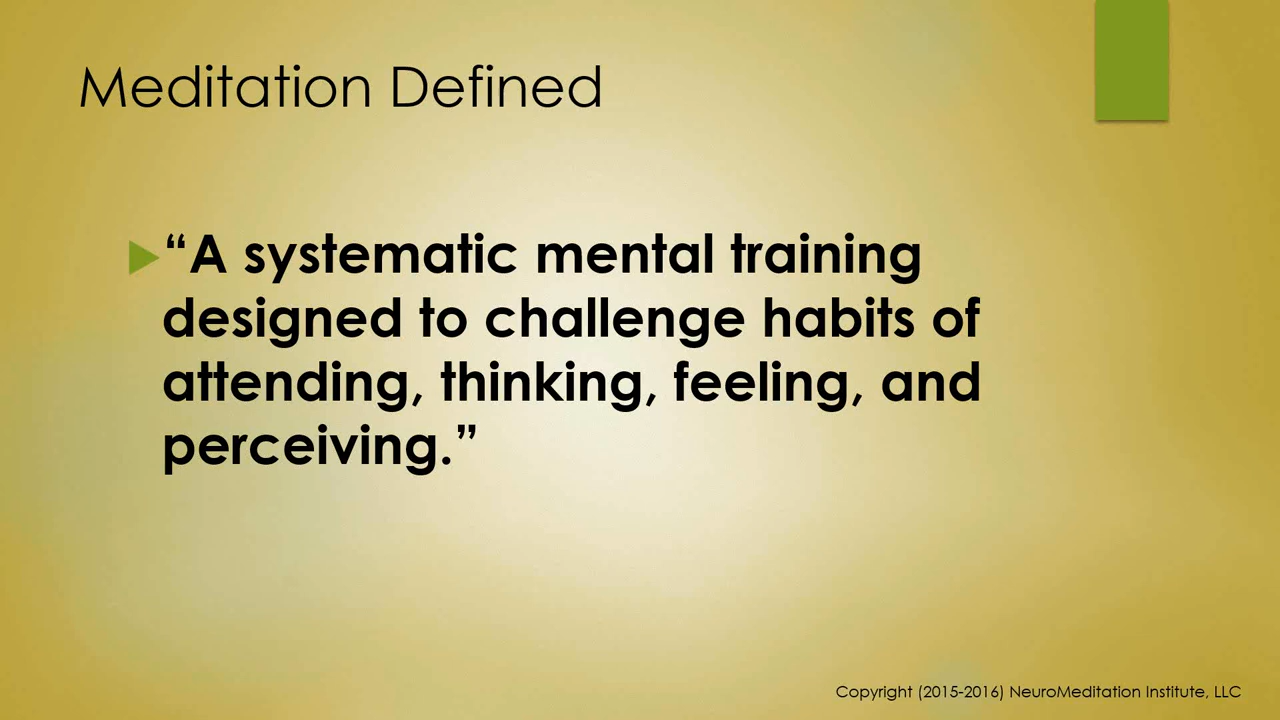 Meditation Defined
“A systematic mental training
designed to challenge habits of
attending, thinking, feeling, and
perceiving.”
Copyright (2015-2016) NeuroMeditation Institute, LLC